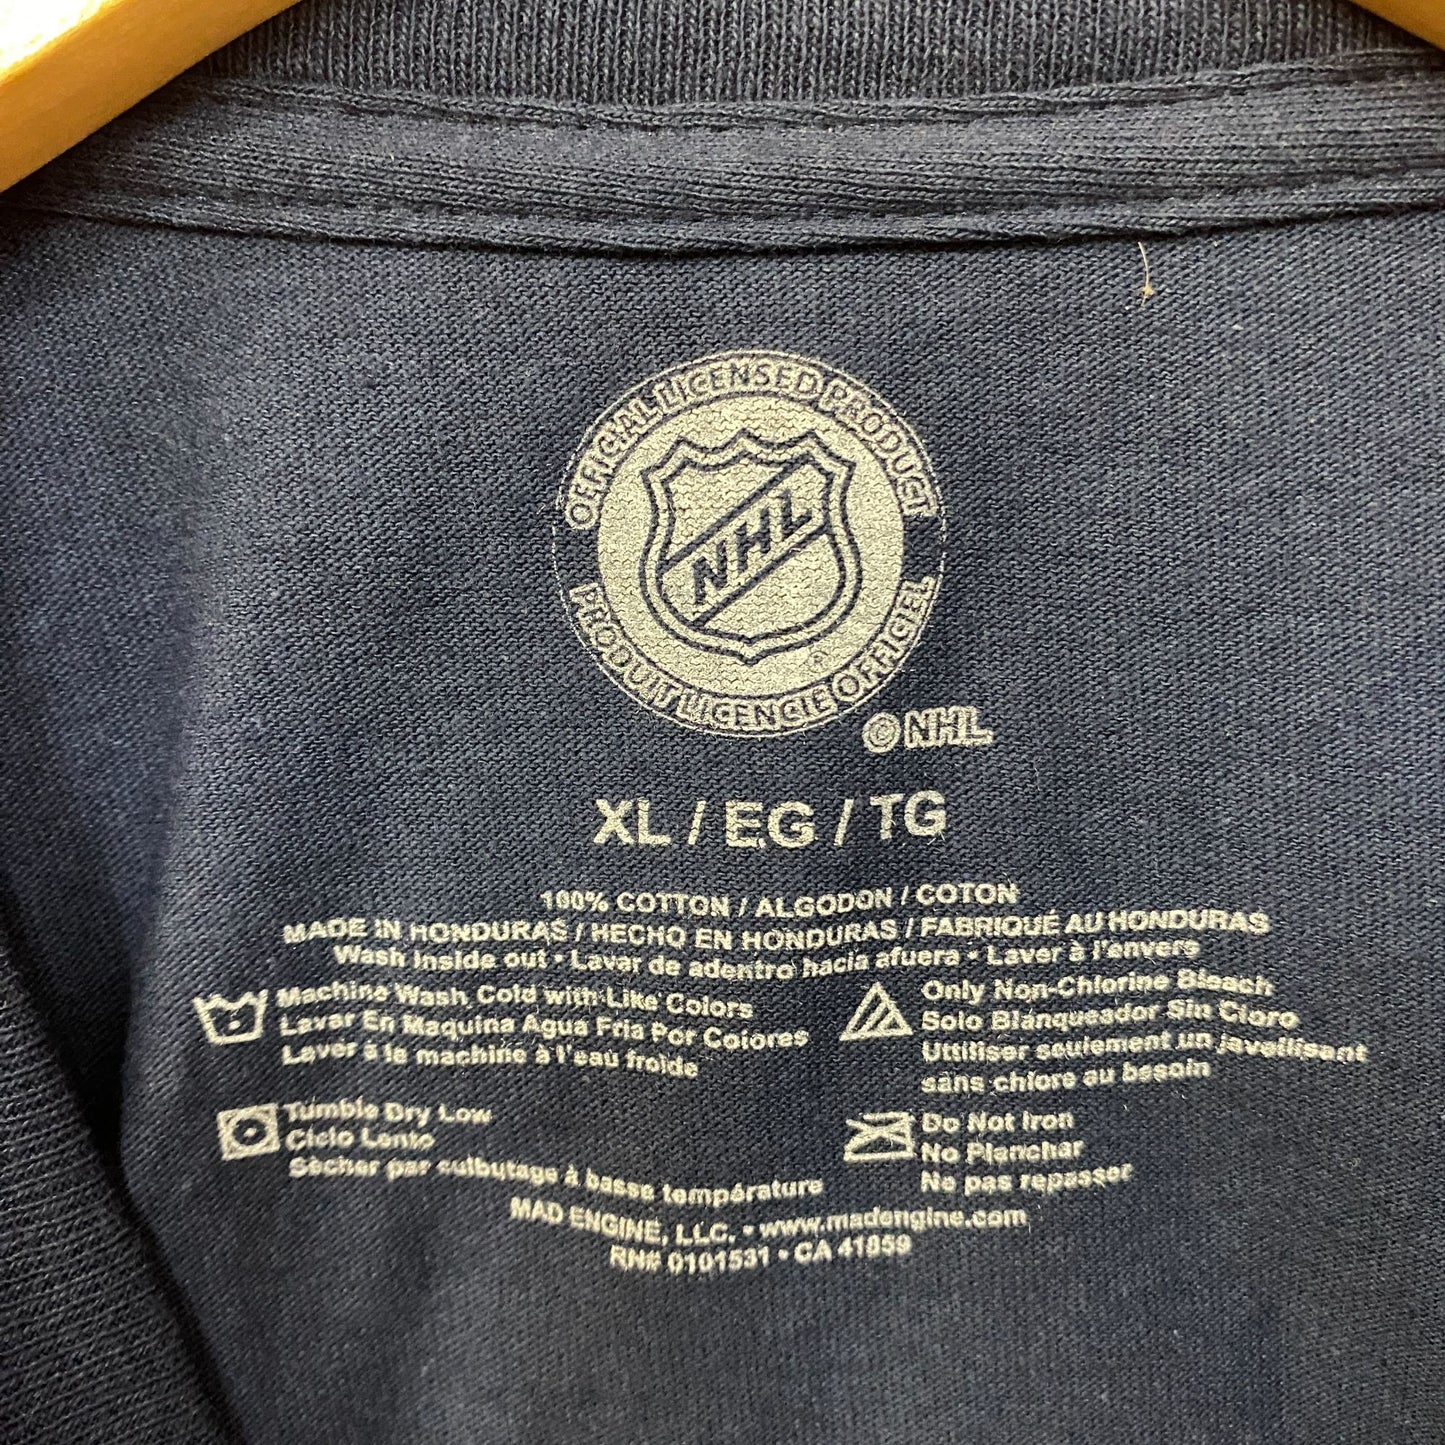 OFFICIAL LICENSED PRODUCT
NHL
PRODUIT LICENCIE OFFICIEL
©NHL
XL / EG / TG
100% COTTON / ALGODON / COTON
MADE IN HONDURAS / HECHO EN HONDURAS / FABRIQUÉ AU HONDURAS
Wash inside out • Lavar de adentro hacia afuera • Laver à l'envers
Machine Wash Cold with Like Colors
Lavar En Maquina Agua Fria Por Colores
Laver à la machine à l'eau froide
Only Non-Chlorine Bleach
Solo Blanqueador Sin Cloro
Utiliser seulement un javellisant
sans chlore au besoin
Tumble Dry Low
Ciclo Lento
Sécher par culbutage à basse température
Do Not Iron
No Planchar
Ne pas repasser
MAD ENGINE, LLC. • www.madengine.com
RN# 0101531 • CA 41859